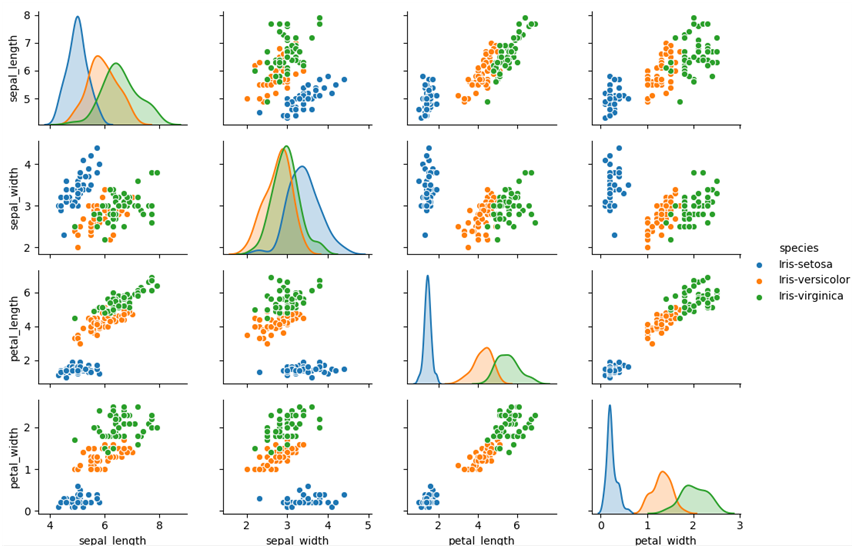 8
7
6
5
sepal_length
4
3
2
sepal_width
species
Iris-setosa
Iris-versicolor
Iris-virginica
6
4
2
petal_length
2
1
0
petal_width
4 6 8
2 3 4 5
2 4 6
0 1 2 3
sepal_length
sepal_width
petal_length
petal_width